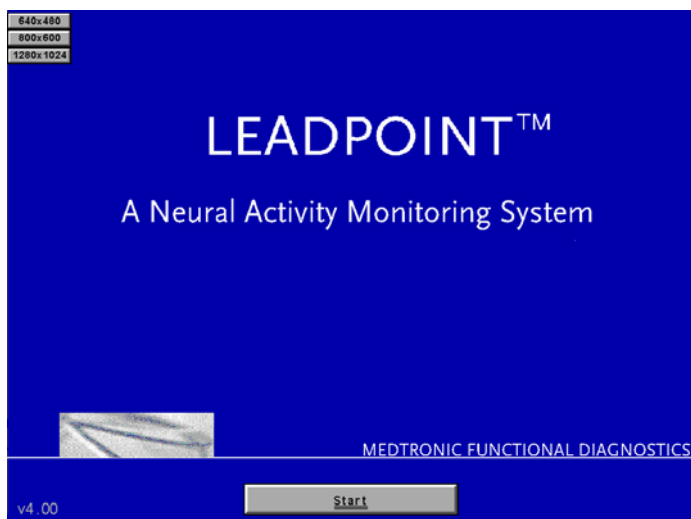 640x480
800x600
1280x1024
LEADPOINT™
A Neural Activity Monitoring System
MEDTRONIC FUNCTIONAL DIAGNOSTICS
Start
v4.00